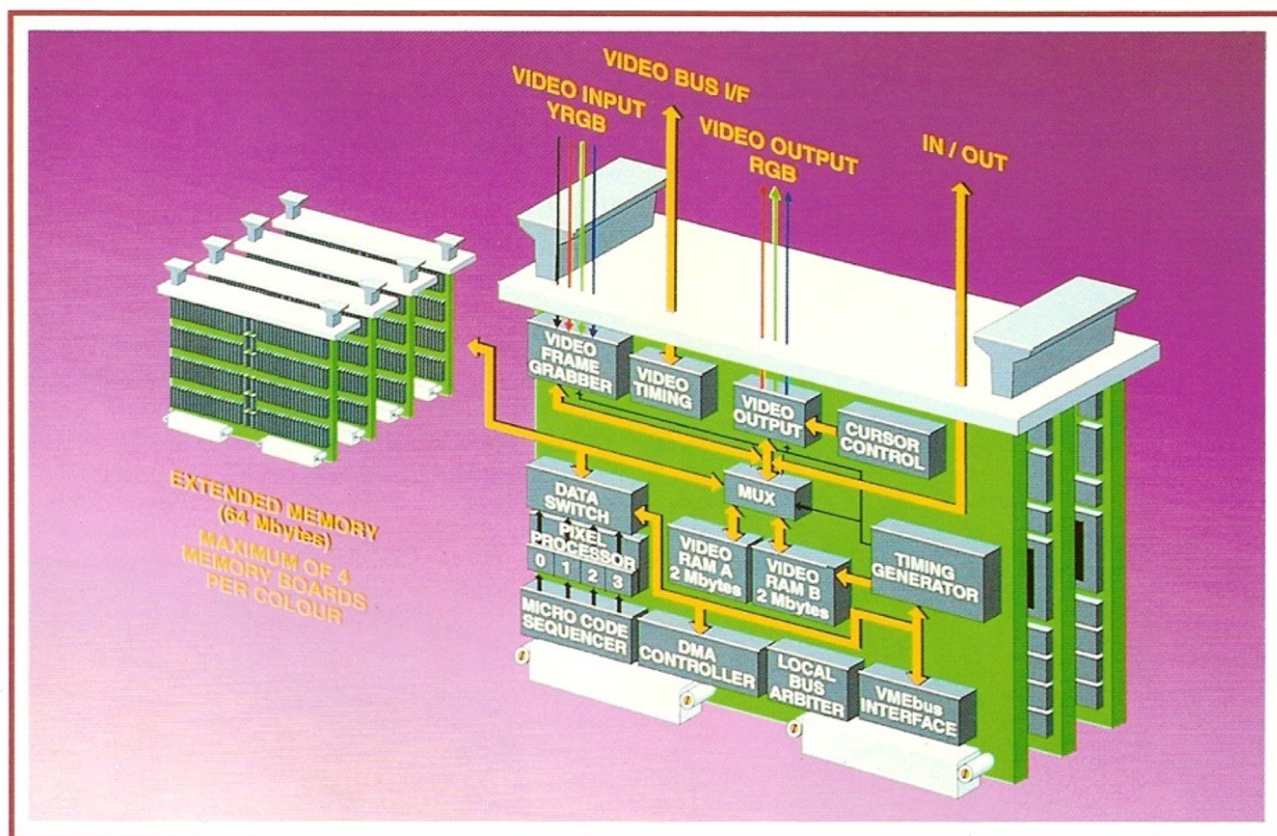 VIDEO BUS I/F
VIDEO INPUT
YRGB
VIDEO OUTPUT
RGB
IN / OUT
VIDEO
FRAME
GRABBER
VIDEO
TIMING
VIDEO
OUTPUT
CURSOR
CONTROL
DATA
SWITCH
MUX
PIXEL
PROCESSOR
0 1 2 3
VIDEO
RAM A
2 Mbytes
VIDEO
RAM B
2 Mbytes
TIMING
GENERATOR
MICRO CODE
SEQUENCER
DMA
CONTROLLER
LOCAL
BUS
ARBITER
VMEbus
INTERFACE
EXTENDED MEMORY
(64 Mbytes)
MAXIMUM OF 4
MEMORY BOARDS
PER COLOUR